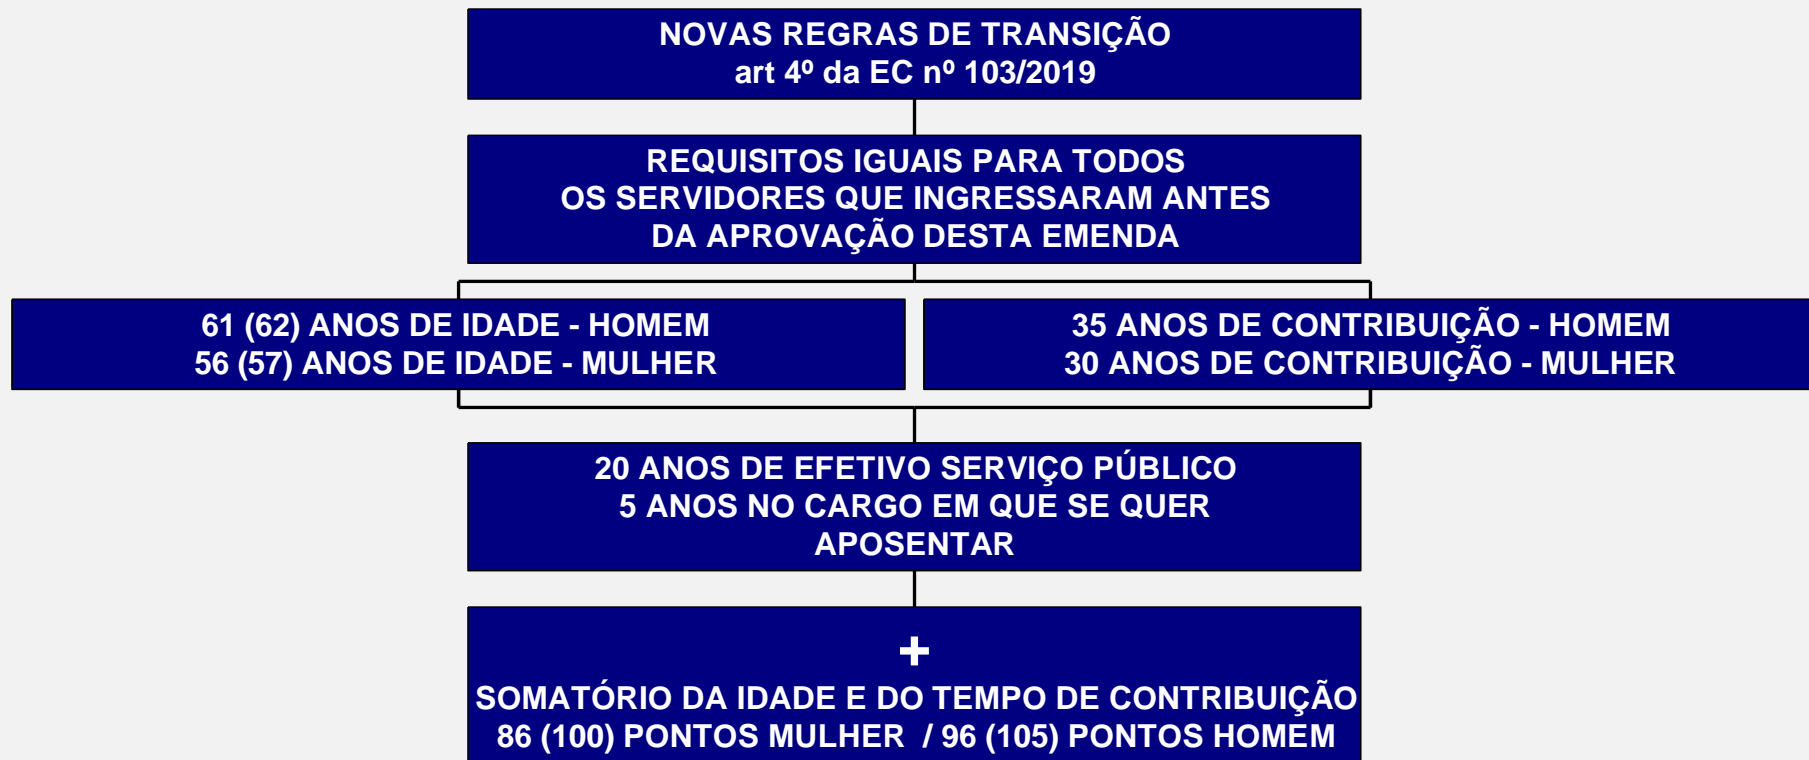 NOVAS REGRAS DE TRANSIÇÃO
art 4º da EC nº 103/2019
REQUISITOS IGUAIS PARA TODOS
OS SERVIDORES QUE INGRESSARAM ANTES
DA APROVAÇÃO DESTA EMENDA
61 (62) ANOS DE IDADE - HOMEM
56 (57) ANOS DE IDADE - MULHER
35 ANOS DE CONTRIBUIÇÃO - HOMEM
30 ANOS DE CONTRIBUIÇÃO - MULHER
20 ANOS DE EFETIVO SERVIÇO PÚBLICO
5 ANOS NO CARGO EM QUE SE QUER
APOSENTAR
+
SOMATÓRIO DA IDADE E DO TEMPO DE CONTRIBUIÇÃO
86 (100) PONTOS MULHER / 96 (105) PONTOS HOMEM